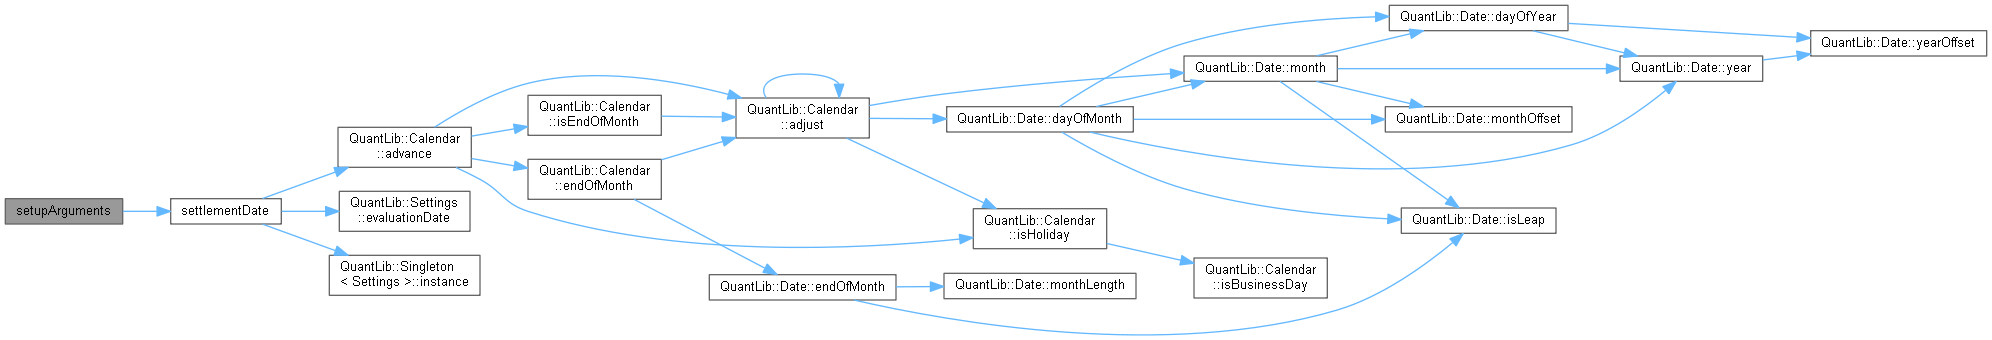 setupArguments
settlementDate
QuantLib::Calendar
::advance
QuantLib::Settings
::evaluationDate
QuantLib::Singleton
< Settings >::instance
QuantLib::Calendar
::isEndOfMonth
QuantLib::Calendar
::endOfMonth
QuantLib::Calendar
::adjust
QuantLib::Date::endOfMonth
QuantLib::Date::dayOfMonth
QuantLib::Calendar
::isHoliday
QuantLib::Date::monthLength
QuantLib::Date::month
QuantLib::Calendar
::isBusinessDay
QuantLib::Date::dayOfYear
QuantLib::Date::monthOffset
QuantLib::Date::isLeap
QuantLib::Date::year
QuantLib::Date::yearOffset